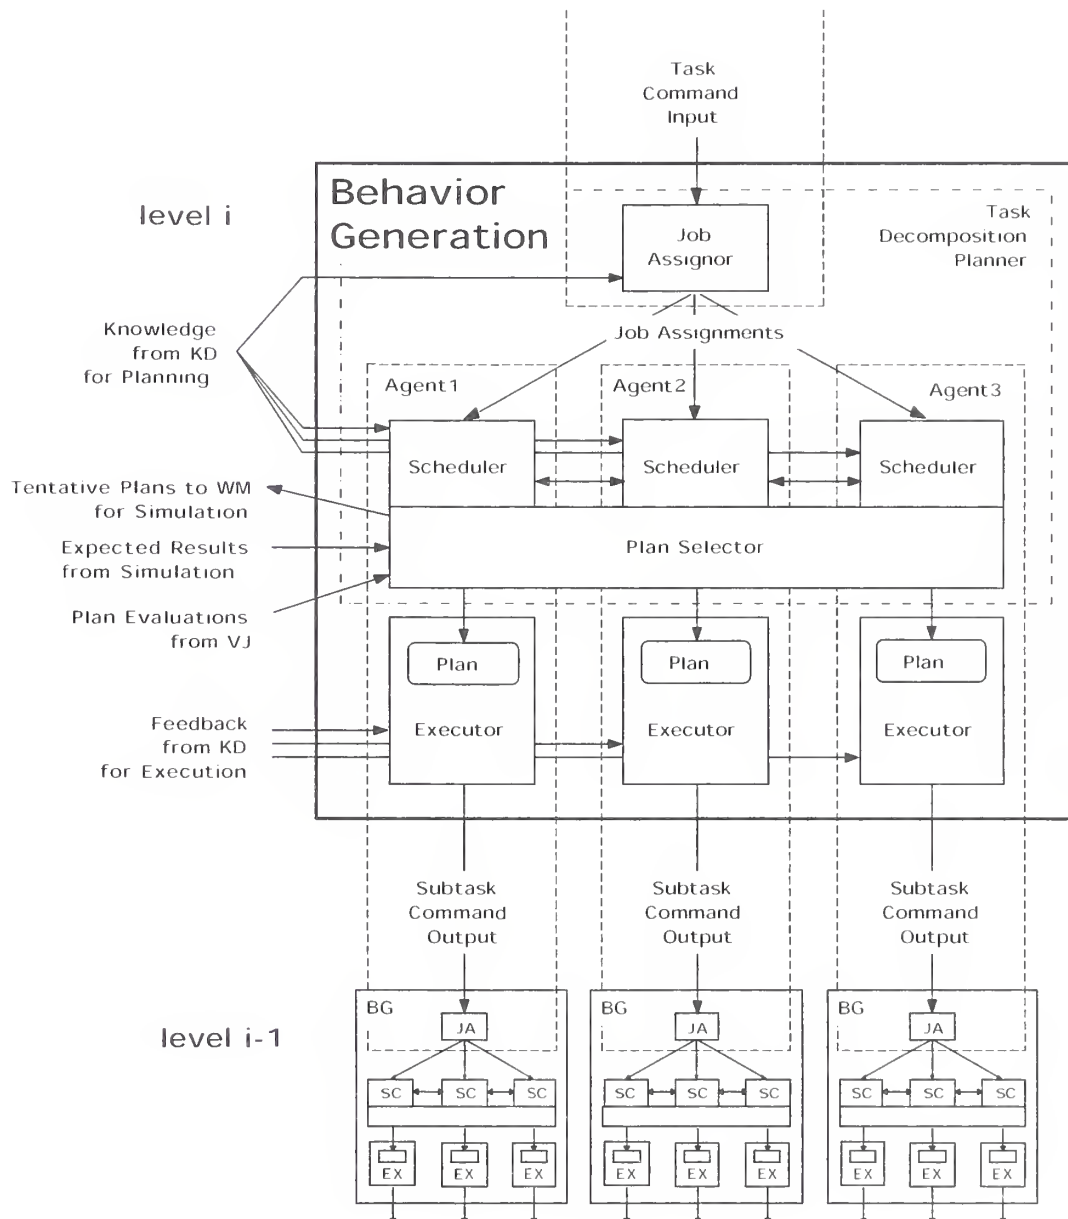 Task
Command
Input
Behavior
Generation
level i
Job
Assignor
Task
Decomposition
Planner
Knowledge
from KD
for Planning
Job Assignments
Agent1
Agent2
Agent3
Scheduler
Scheduler
Scheduler
Tentative Plans to WM
for Simulation
Expected Results
from Simulation
Plan Selector
Plan Evaluations
from VJ
Plan
Plan
Plan
Feedback
from KD
for Execution
Executor
Executor
Executor
Subtask
Command
Output
Subtask
Command
Output
Subtask
Command
Output
level i-1
BG
JA
SC
SC
SC
EX
EX
EX
BG
JA
SC
SC
SC
EX
EX
EX
BG
JA
SC
SC
SC
EX
EX
EX